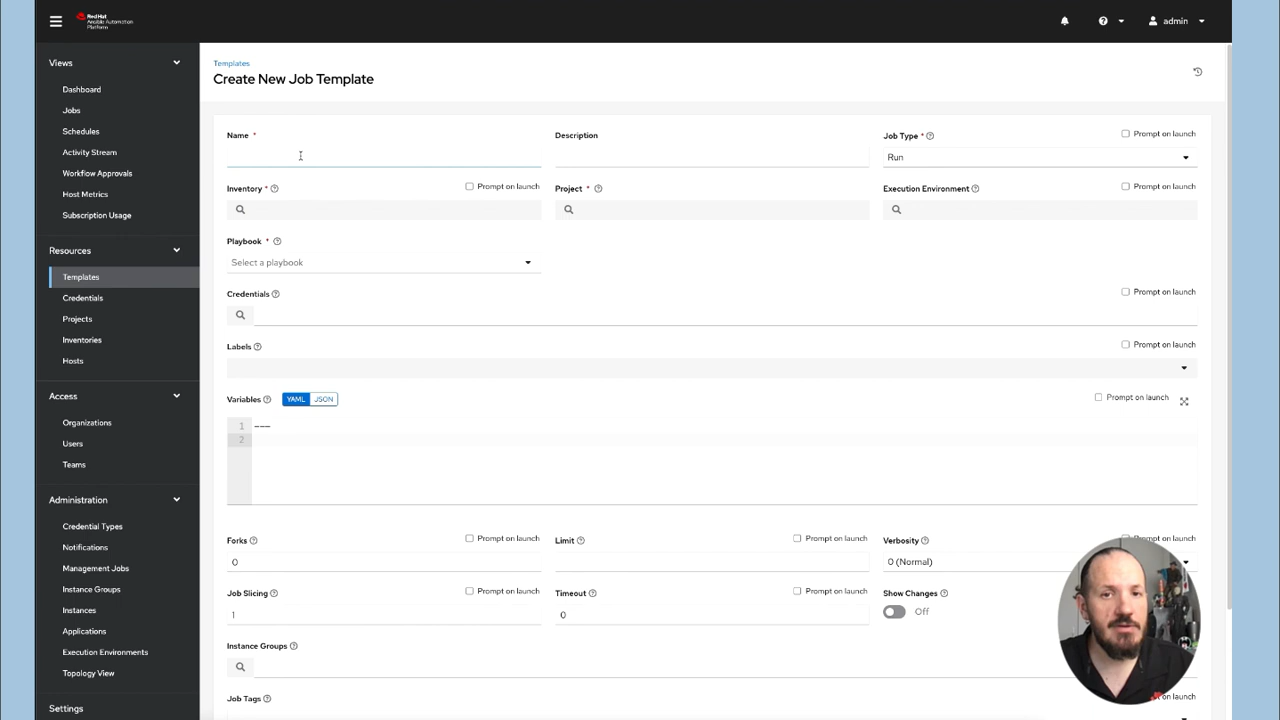 Red Hat
Ansible Automation
Platform
admin
Views
Dashboard
Jobs
Schedules
Activity Stream
Workflow Approvals
Host Metrics
Subscription Usage
Resources
Templates
Credentials
Projects
Inventories
Hosts
Access
Organizations
Users
Teams
Administration
Credential Types
Notifications
Management Jobs
Instance Groups
Instances
Applications
Execution Environments
Topology View
Settings
Templates
Create New Job Template
Name *
Description
Job Type * Prompt on launch
Run
Inventory * Prompt on launch
Project *
Execution Environment Prompt on launch
Playbook *
Select a playbook
Credentials Prompt on launch
Labels Prompt on launch
Variables YAML JSON Prompt on launch
1 ---
2
Forks Prompt on launch
0
Limit Prompt on launch
Verbosity Prompt on launch
0 (Normal)
Job Slicing Prompt on launch
1
Timeout Prompt on launch
0
Show Changes
Off
Instance Groups
Job Tags on launch